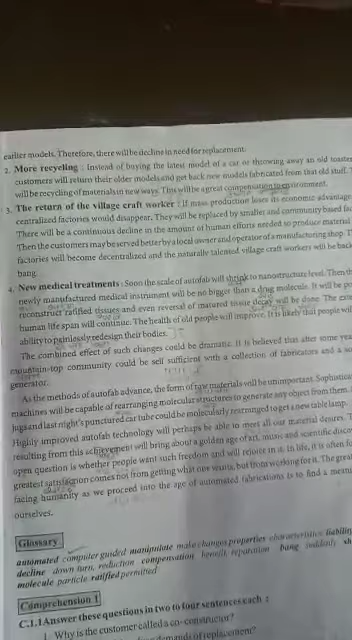 earlier models. Therefore, there will be decline in need for replacement.
2. More recycling : Instead of buying the latest model of a car or throwing away an old toaster
customers will return their older models and get back new models fabricated from that old stuff.
will be recycling of materials in new ways. This will be a great compensation to environment.
3. The return of the village craft worker : If mass production loses its economic advantage
centralized factories would disappear. They will be replaced by smaller and community based fac
There will be a continuous decline in the amount of human efforts needed so produce material
Then the customers may be served better by a local owner and operator of a manufacturing shop. T
factories will become decentralized and the naturally talented village craft workers will be back
bang.
4. New medical treatments : Soon the scale of autofab will shrink to nanostructure level. Then th
newly manufactured medical instrument will be no bigger than a drug molecule. It will be po
reconstruct ratified tissues and even reversal of matured tissue decay will be done. The exte
human life span will continue. The health of old people will improve. It is likely that people wil
ability to painlessly redesign their bodies.
The combined effect of such changes could be dramatic. It is believed that after some yea
mountain-top community could be self sufficient with a collection of fabricators and a so
generator.
As the methods of autofab advance, the form of raw materials will be unimportant. Sophistica
machines will be capable of rearranging molecular structures to generate any object from them.
jugs and last night's punctured car tube could be molecularly rearranged to get a new table lamp.
Highly improved autofab technology will perhaps be able to meet all our material desires. T
resulting from this achievement will bring about a golden age of art, music and scientific disco
open question is whether people want such freedom and will rejoice in it. In life, it is often fo
greatest satisfaction comes not from getting what one wants, but from working for it. The great
facing humanity as we proceed into the age of automated fabrications is to find a mean
ourselves.
Glossary
automated computer guided manipulate make changes properties characteristics liability
decline down turn, reduction compensation benefit, reparation bang suddenly sh
molecule particle ratified permitted
Comprehension 1
C.1.1 Answer these questions in two to four sentences each :
1. Why is the customer called a co-constructor?
demands of replacement?